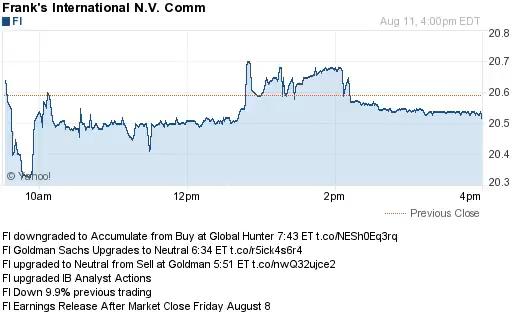 Frank's International N.V. Comm
FI
Aug 11, 4:00pm EDT
20.8
20.7
20.6
20.5
20.4
20.3
© Yahoo!
10am
12pm
2pm
4pm
Previous Close
FI downgraded to Accumulate from Buy at Global Hunter 7:43 ET t.co/NESh0Eq3rq
FI Goldman Sachs Upgrades to Neutral 6:34 ET t.co/r5ick4s6r4
FI upgraded to Neutral from Sell at Goldman 5:51 ET t.co/nwQ32ujce2
FI upgraded IB Analyst Actions
FI Down 9.9% previous trading
FI Earnings Release After Market Close Friday August 8